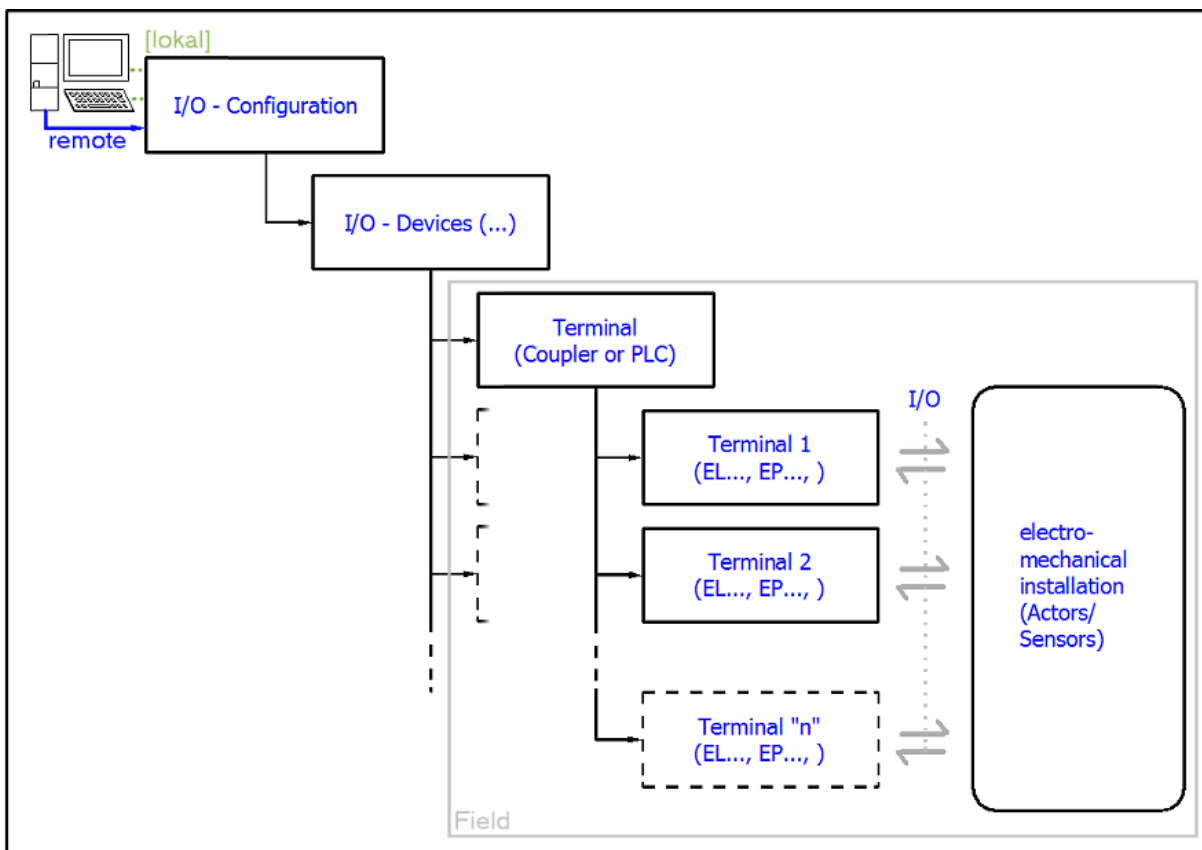 [lokal]
I/O - Configuration
remote
I/O - Devices (...)
Terminal
(Coupler or PLC)
I/O
Terminal 1
(EL..., EP..., )
Terminal 2
(EL..., EP..., )
electro-
mechanical
installation
(Actors/
Sensors)
Terminal "n"
(EL..., EP..., )
Field